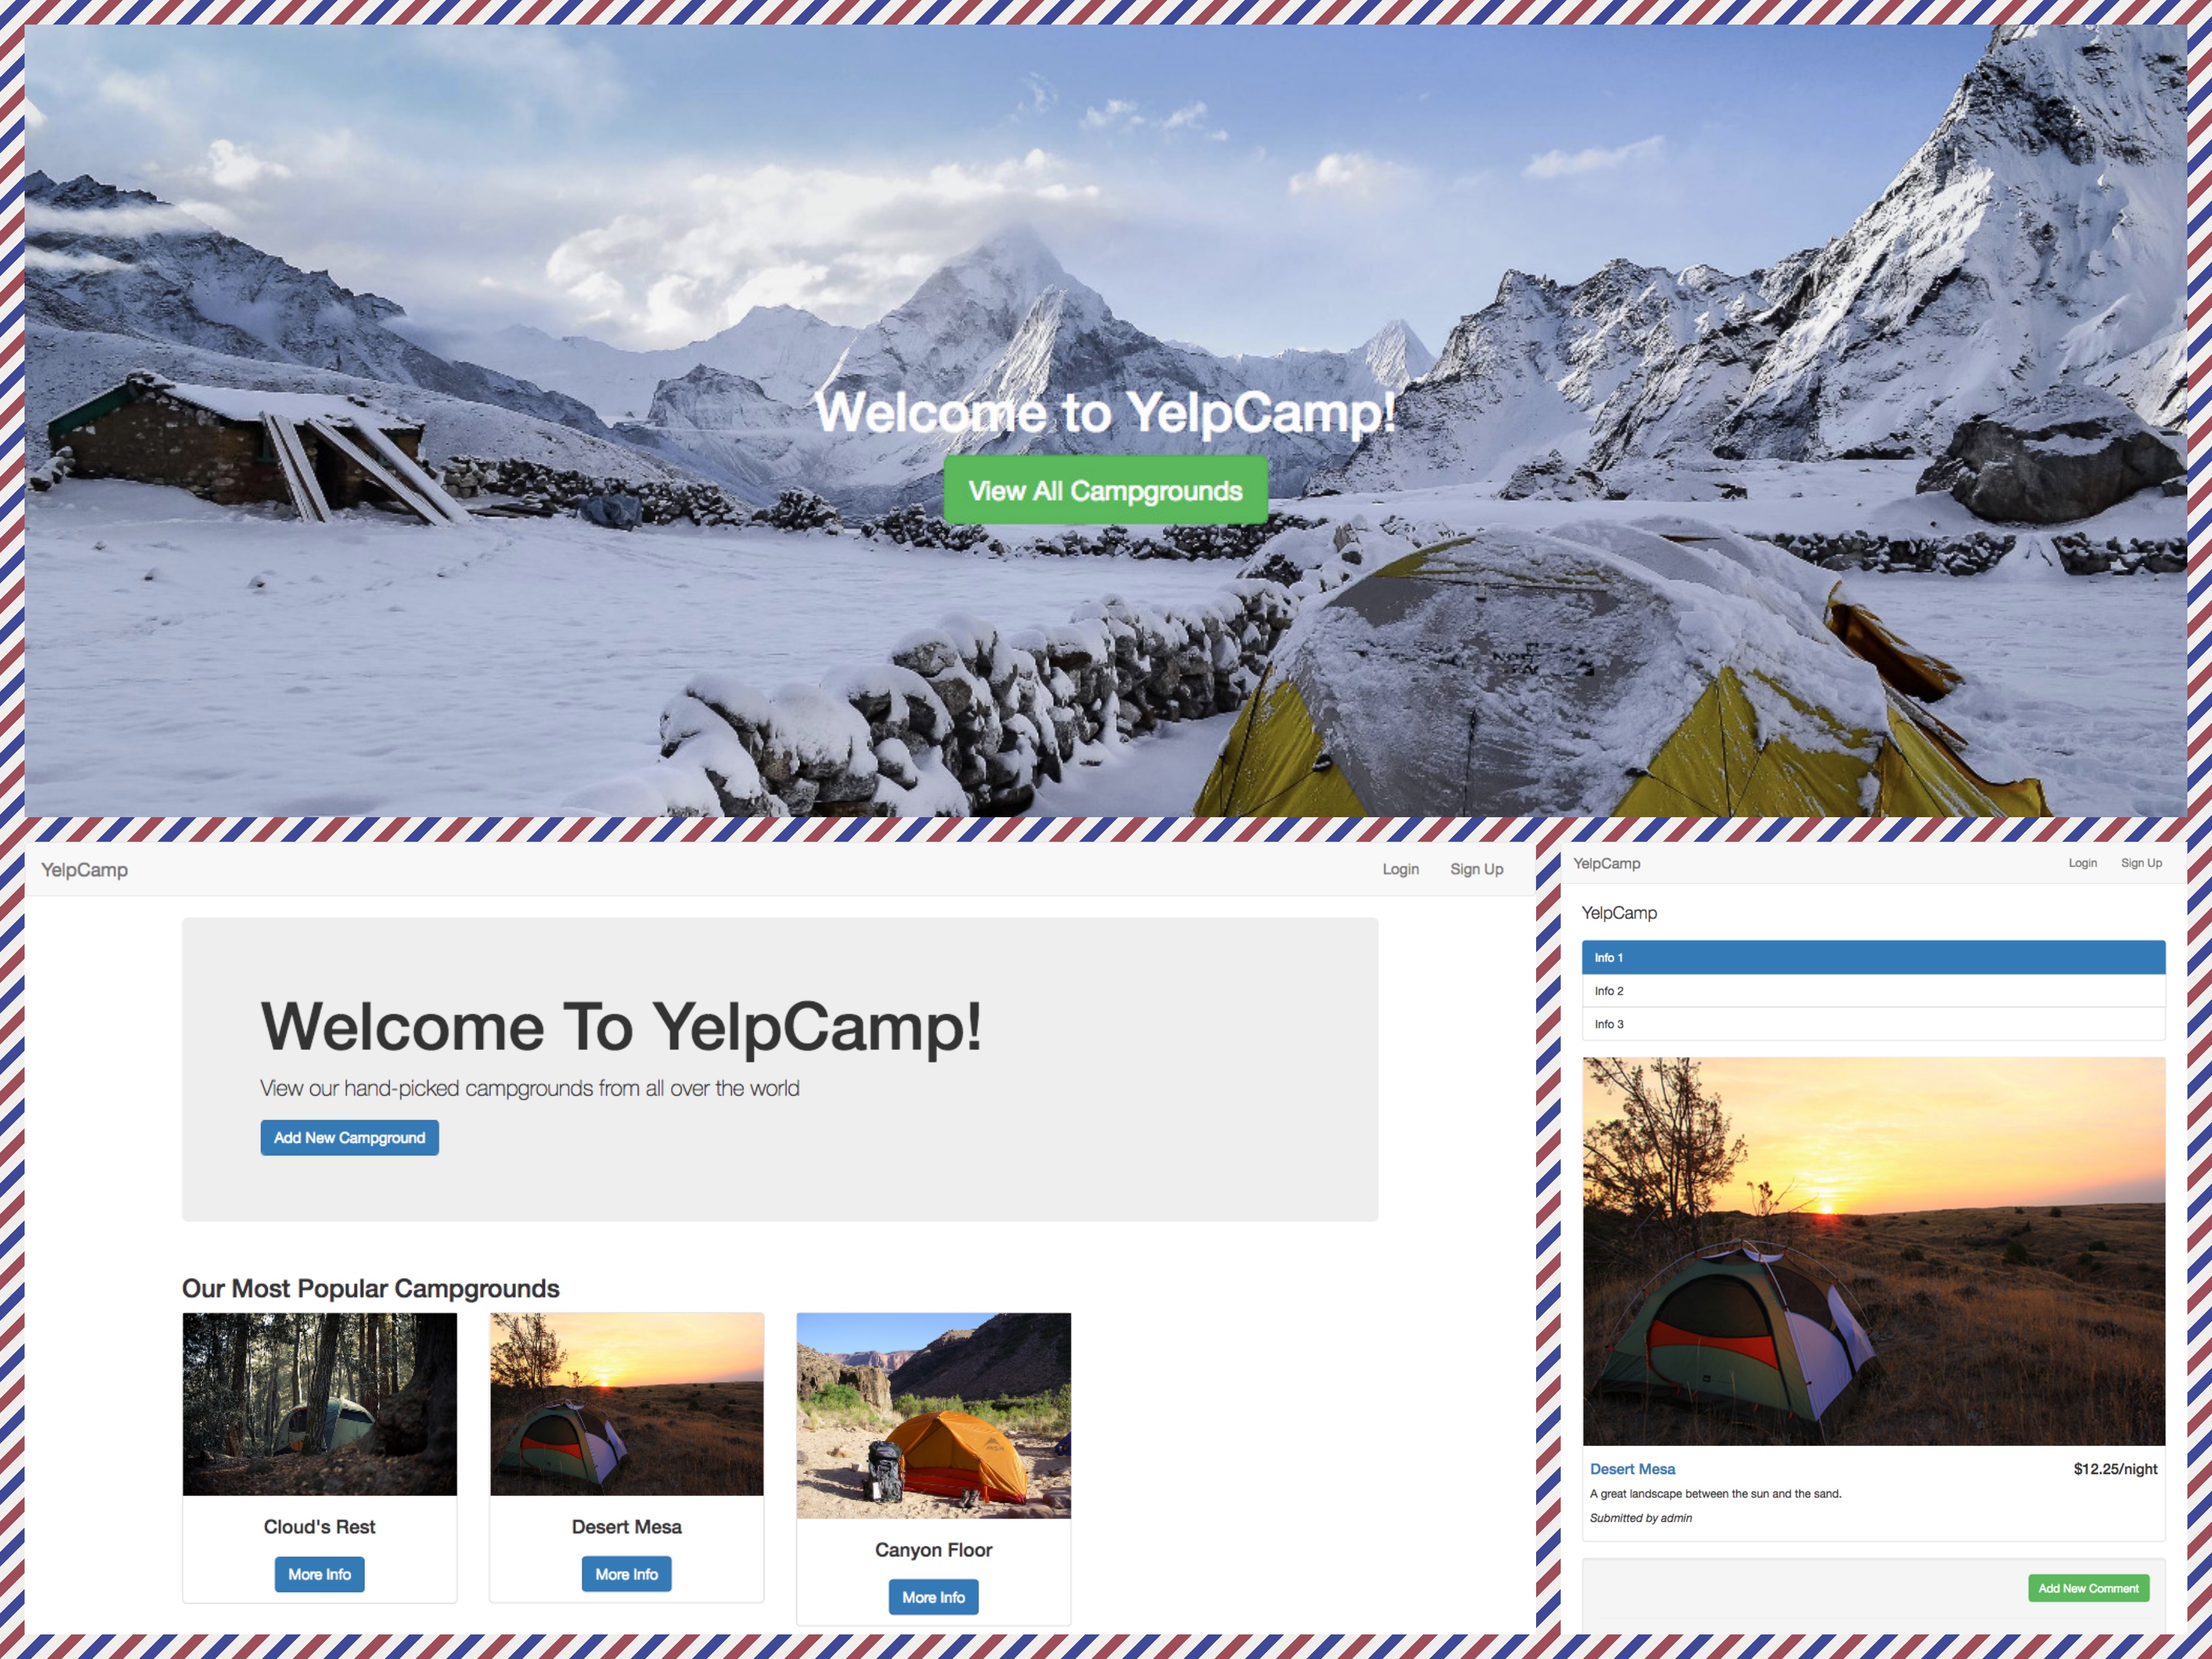 Welcome to YelpCamp!
View All Campgrounds
YelpCamp Login Sign Up
Welcome To YelpCamp!
View our hand-picked campgrounds from all over the world
Add New Campground
Our Most Popular Campgrounds
Cloud's Rest
More Info
Desert Mesa
More Info
Canyon Floor
More Info
YelpCamp Login Sign Up
YelpCamp
Info 1
Info 2
Info 3
Desert Mesa $12.25/night
A great landscape between the sun and the sand.
Submitted by admin
Add New Comment